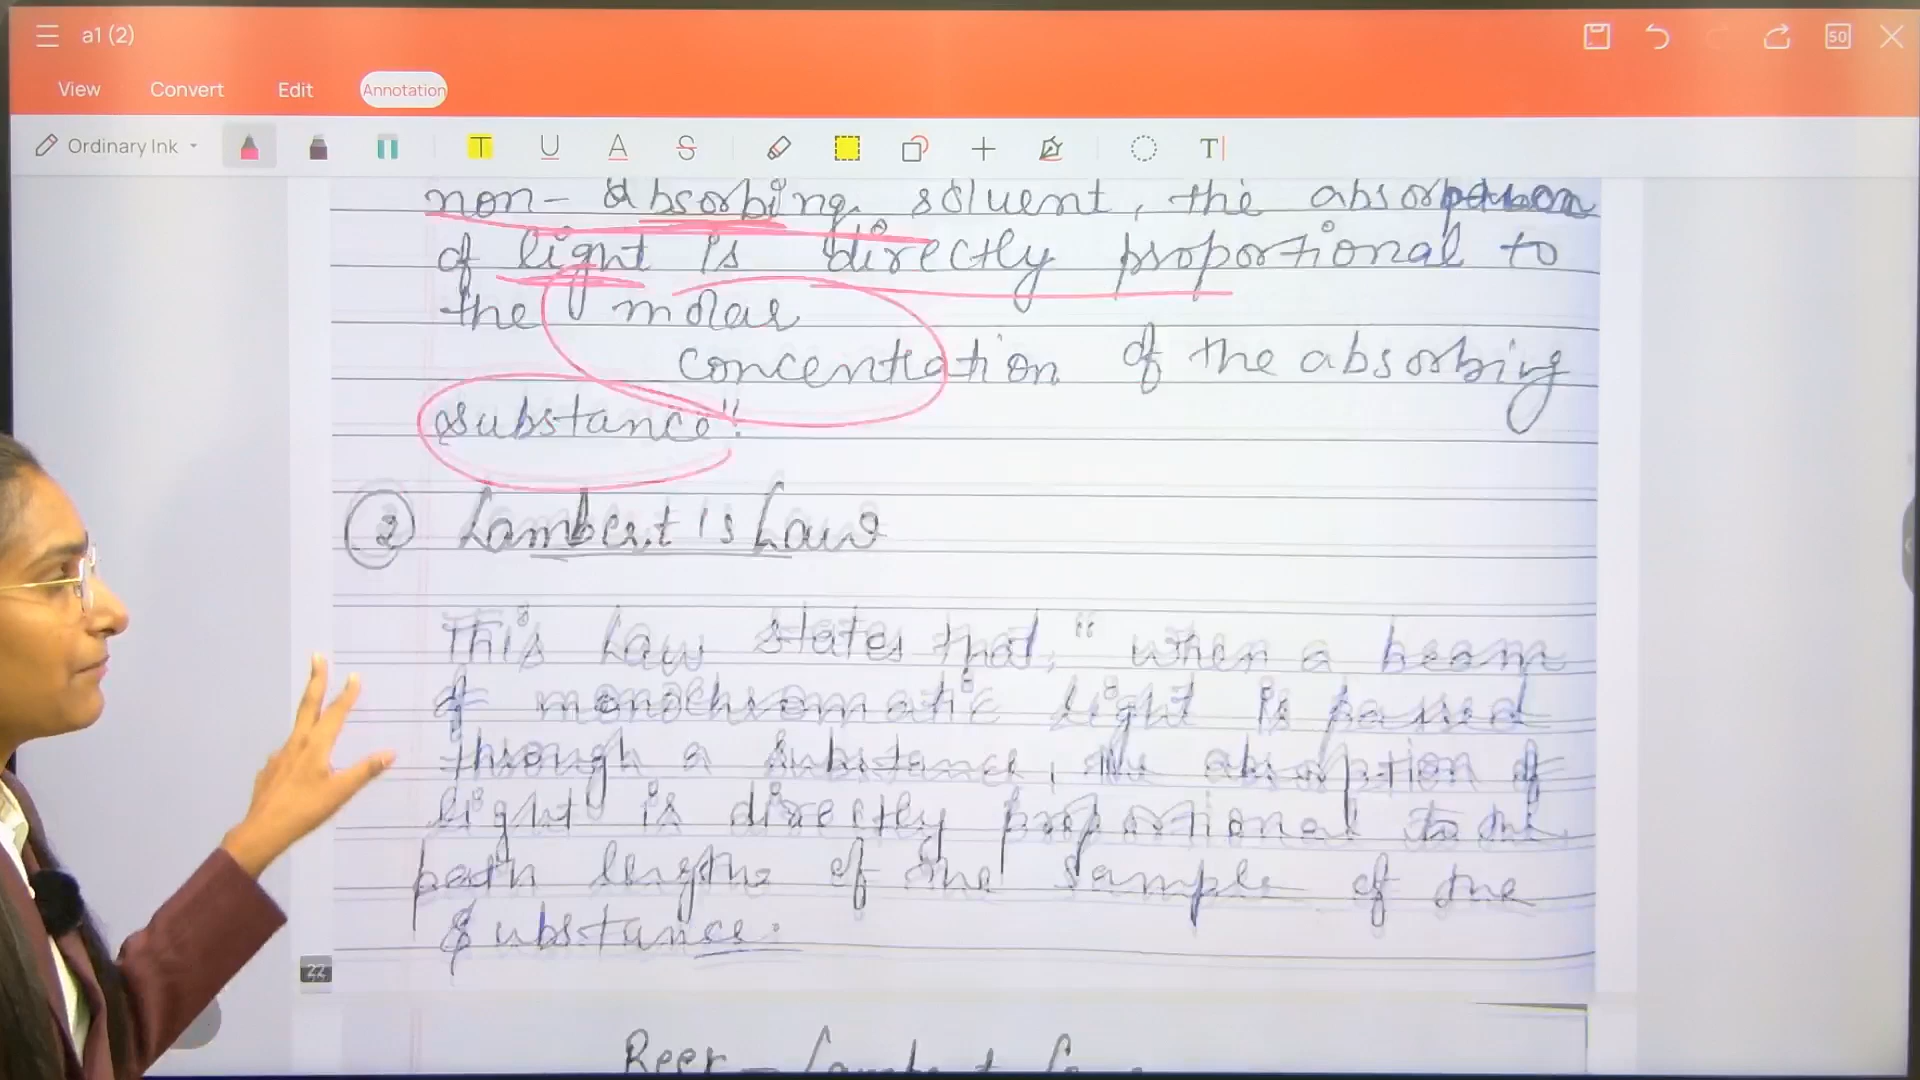 a1 (2)
50
View Convert Edit Annotation
Ordinary Ink T U A S T
non-absorbing solvent, the absorption
of light is directly proportional to
the molar
concentration of the absorbing
substance".
2 Lambert's Law
This Law states that, "when a beam
of monochromatic light is passed
through a substance, the absorption of
light is directly proportional to the
path length of the sample of the
substance.
22
Beer - Lambert